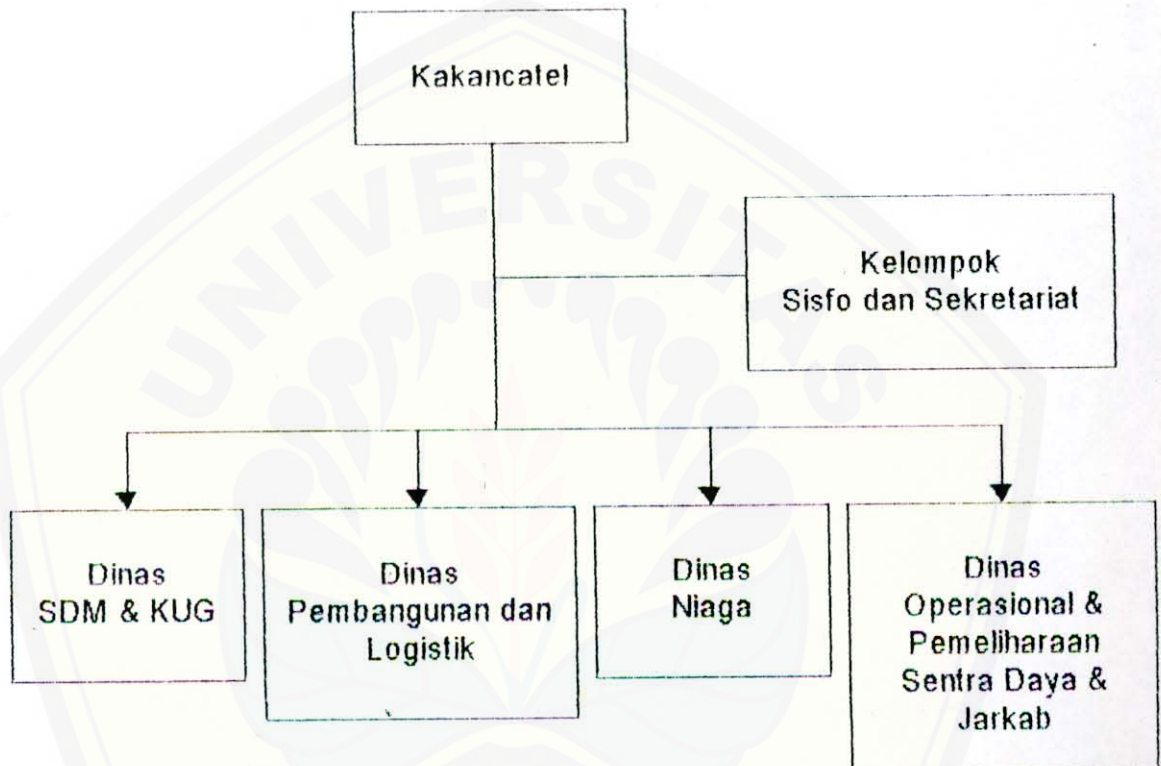 Kakancatel
UNIVERSITAS
Kelompok
Sisfo dan Sekretariat
Dinas
SDM & KUG
Dinas
Pembangunan dan
Logistik
Dinas
Niaga
Dinas
Operasional &
Pemeliharaan
Sentra Daya &
Jarkab